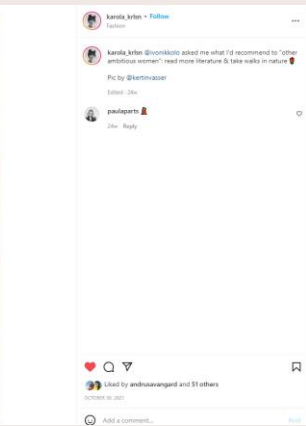 karola_krlsn • Follow
Fashion
karola_krlsn @ivonikkolo asked me what I'd recommend to "other
ambitious women": read more literature & take walks in nature
Pic by @kertinvasser
Edited · 24w
paulaparts
24w Reply
Liked by andrusavangard and 51 others
OCTOBER 30, 2021
Add a comment...
Post